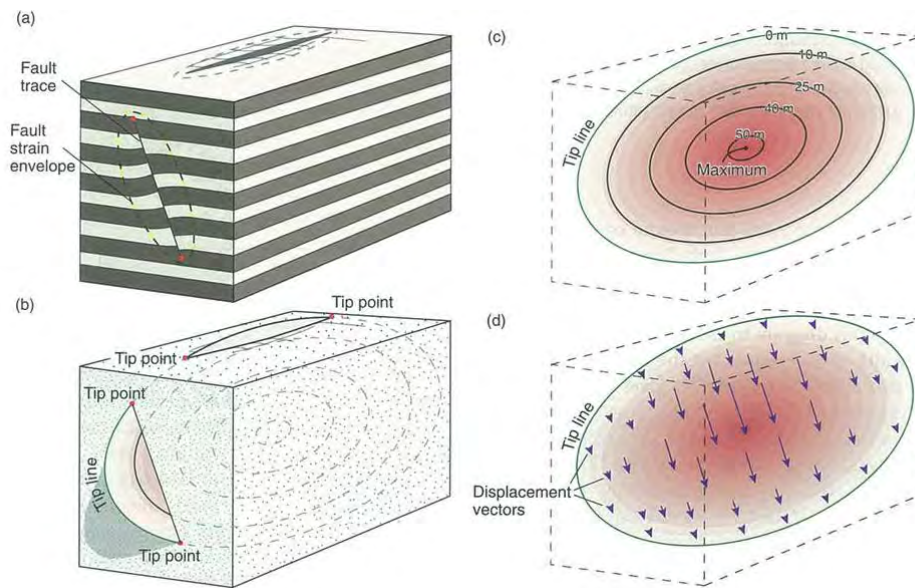 (a)
Fault
trace
Fault
strain
envelope
(b)
Tip point
Tip point
Tip point
Tip line
Tip point
(c)
0 m
10 m
25 m
40 m
50 m
Maximum
Tip line
(d)
Tip line
Displacement
vectors